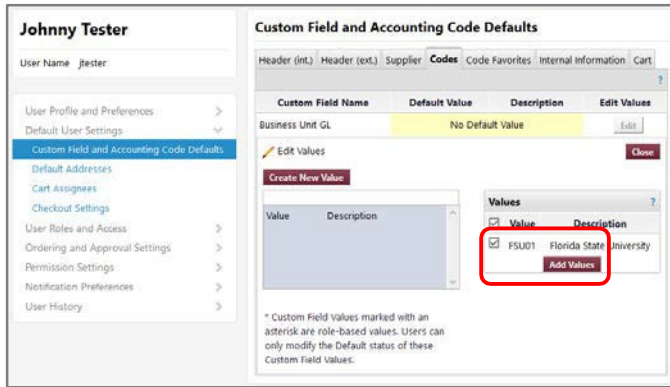 Johnny Tester
User Name jtester
User Profile and Preferences
Default User Settings
Custom Field and Accounting Code Defaults
Default Addresses
Cart Assignees
Checkout Settings
User Roles and Access
Ordering and Approval Settings
Permission Settings
Notification Preferences
User History
Custom Field and Accounting Code Defaults
Header (int.) Header (ext.) Supplier Codes Code Favorites Internal Information Cart
?
Custom Field Name Default Value Description Edit Values
Business Unit GL No Default Value Edit
Edit Values Close
Create New Value
Value Description
* Custom Field Values marked with an
asterisk are role-based values. Users can
only modify the Default status of these
Custom Field Values.
Values ?
Value Description
FSU01 Florida State University
Add Values